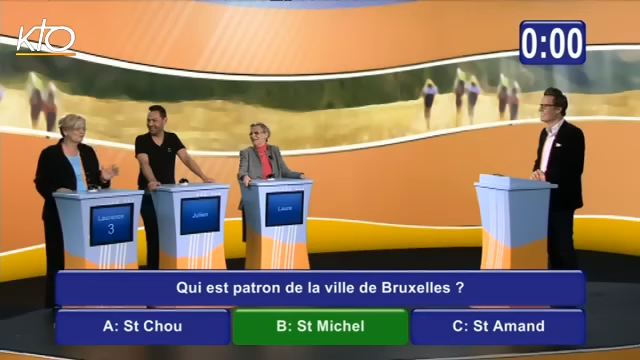 KTO
0:00
Laurence
3
Julien
Laure
Qui est patron de la ville de Bruxelles ?
A: St Chou
B: St Michel
C: St Amand